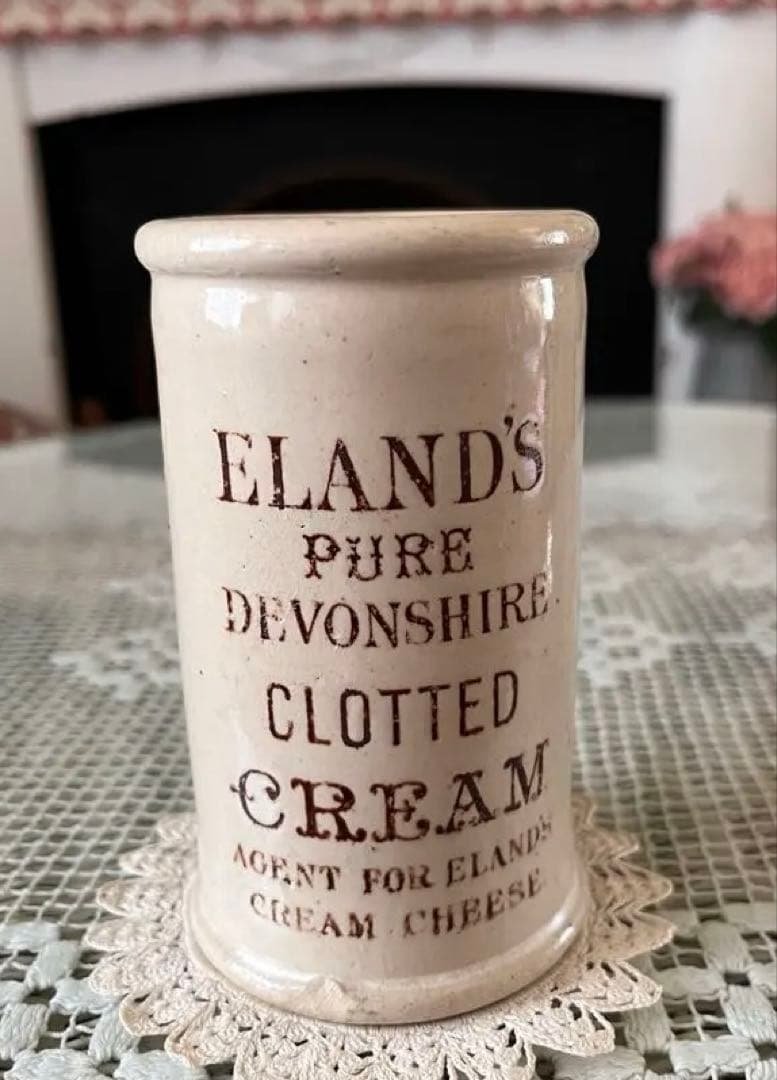 ELAND'S
PURE
DEVONSHIRE
CLOTTED
CREAM
AGENT FOR ELAND'S
CREAM CHEESE